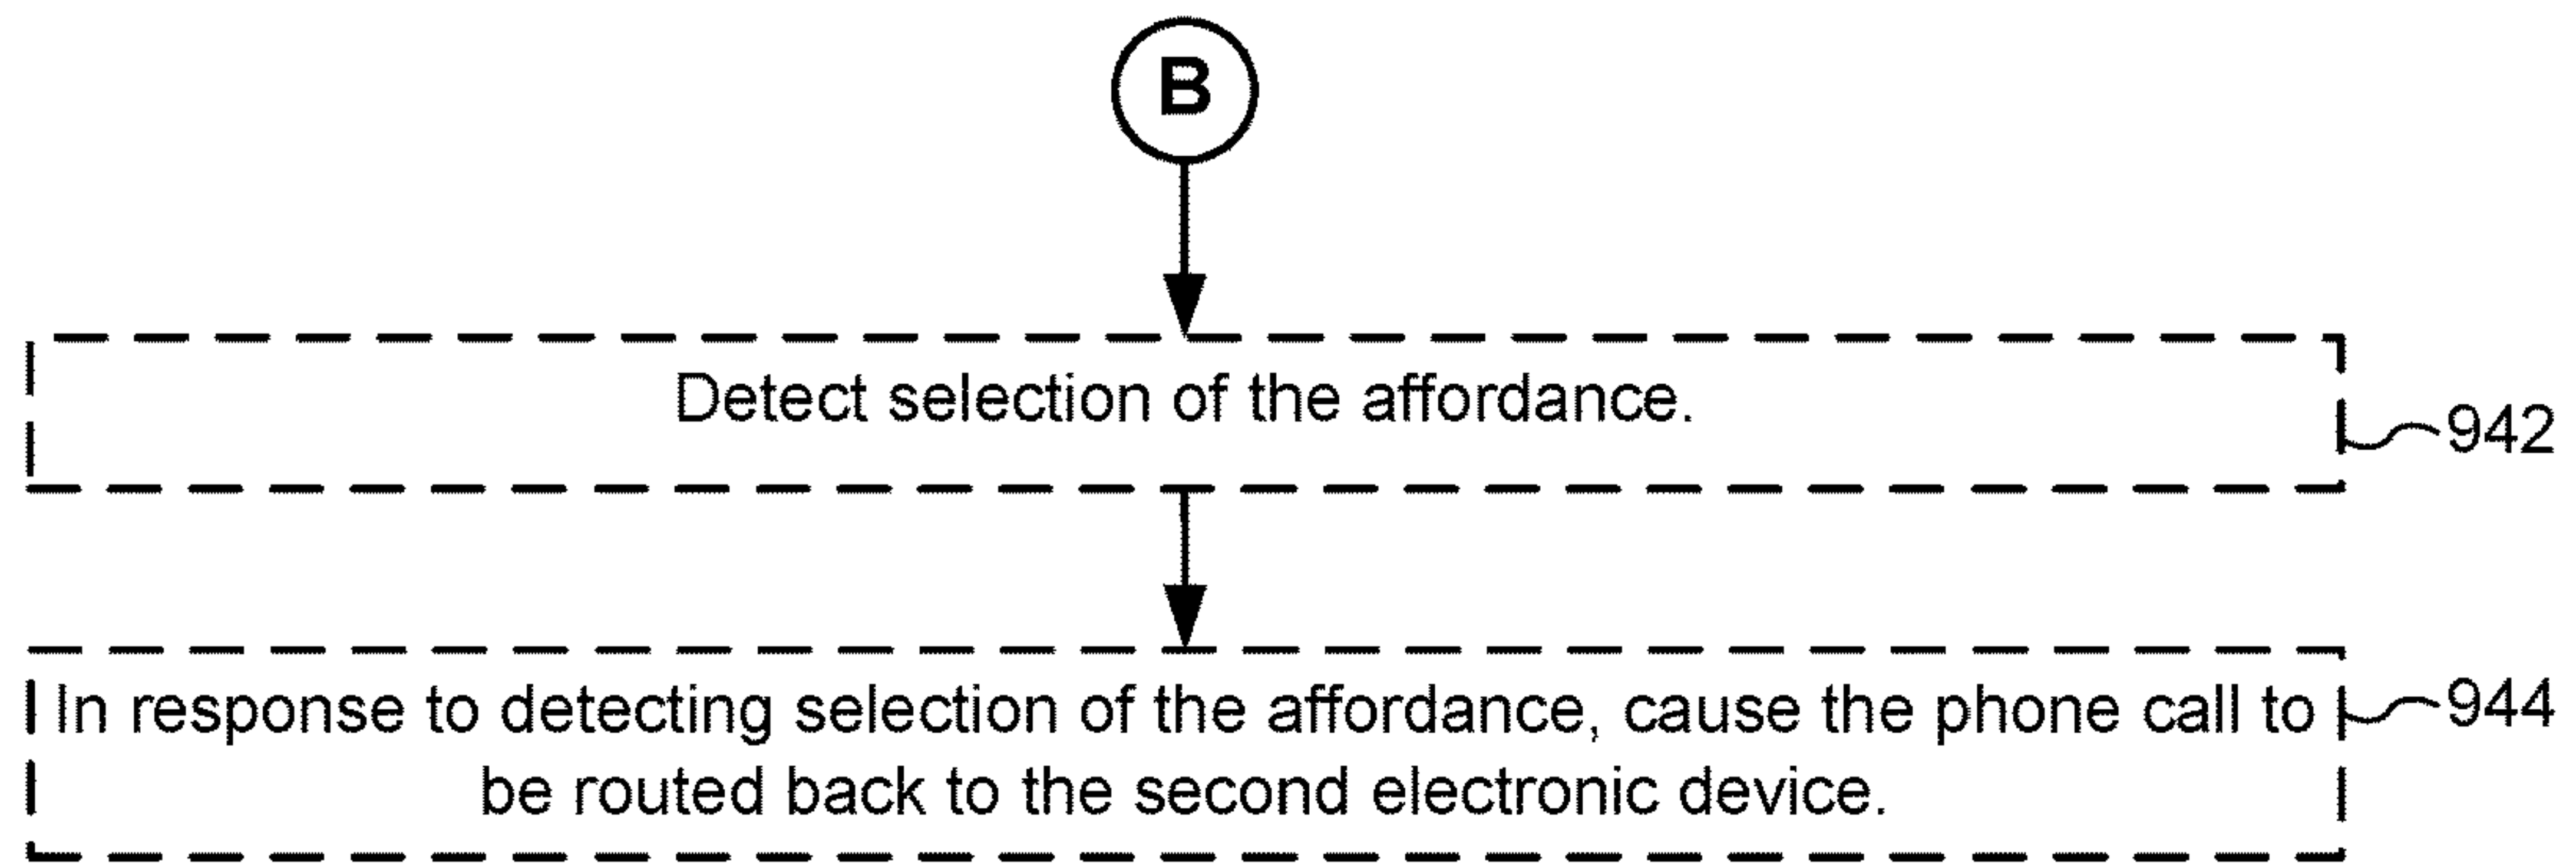 B
Detect selection of the affordance.
942
In response to detecting selection of the affordance, cause the phone call to
944
be routed back to the second electronic device.